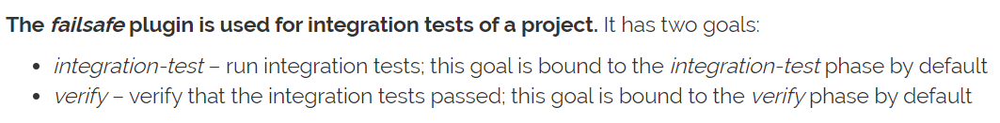 The failsafe plugin is used for integration tests of a project. It has two goals:
• integration-test – run integration tests; this goal is bound to the integration-test phase by default
• verify – verify that the integration tests passed; this goal is bound to the verify phase by default